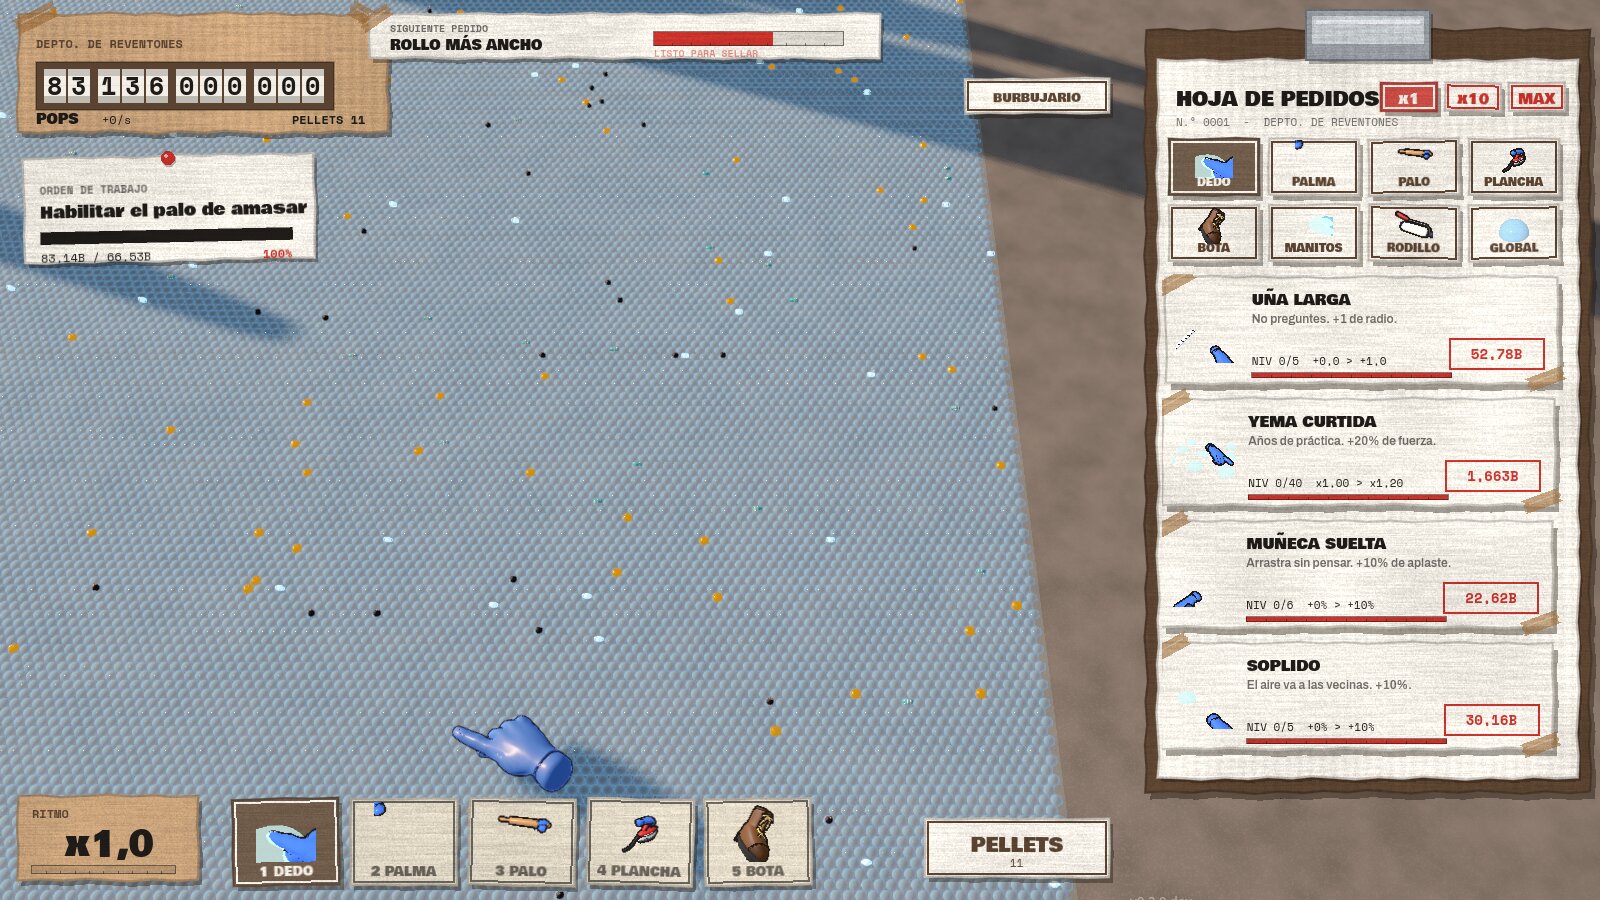 DEPTO. DE REVENTONES
83 136 000 000
POPS +0/s PELLETS 11
SIGUIENTE PEDIDO
ROLLO MÁS ANCHO
LISTO PARA SELLAR
ORDEN DE TRABAJO
Habilitar el palo de amasar
83.14B / 66.53B 100%
BURBUJARIO
HOJA DE PEDIDOS x1 x10 MAX
N.° 0001 - DEPTO. DE REVENTONES
DEDO PALMA PALO PLANCHA
BOTA MANITOS RODILLO GLOBAL
UÑA LARGA
No preguntes. +1 de radio.
NIV 0/5 +0,0 > +1,0 52,78B
YEMA CURTIDA
Años de práctica. +20% de fuerza.
NIV 0/40 x1,00 > x1,20 1,663B
MUÑECA SUELTA
Arrastra sin pensar. +10% de aplaste.
NIV 0/6 +0% > +10% 22,62B
SOPLIDO
El aire va a las vecinas. +10%.
NIV 0/5 +0% > +10% 30,16B
RITMO
x1,0
1 DEDO 2 PALMA 3 PALO 4 PLANCHA 5 BOTA
PELLETS
11